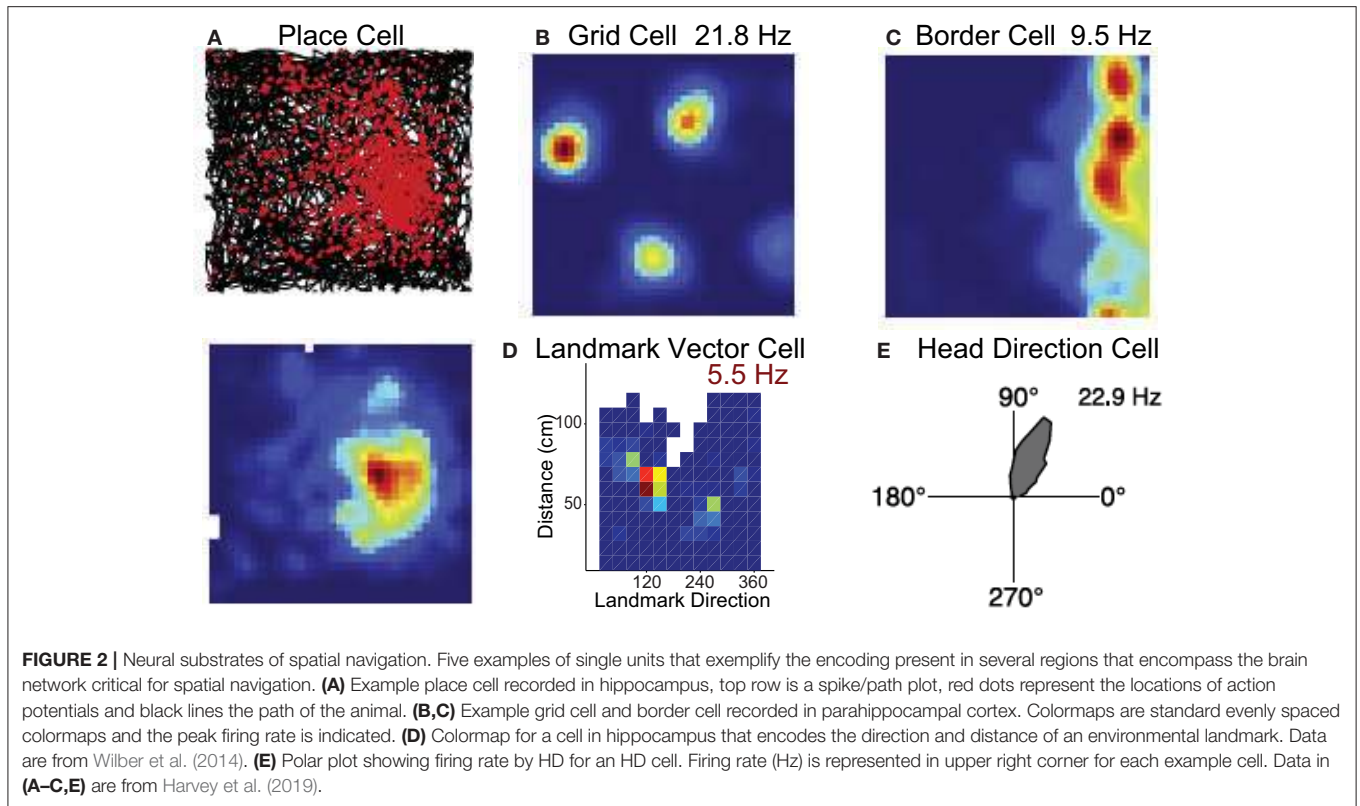 A Place Cell
B Grid Cell 21.8 Hz
C Border Cell 9.5 Hz
D Landmark Vector Cell
5.5 Hz
100
50
Distance (cm)
120 240 360
Landmark Direction
E Head Direction Cell
90° 22.9 Hz
180° 0°
270°
FIGURE 2 | Neural substrates of spatial navigation. Five examples of single units that exemplify the encoding present in several regions that encompass the brain
network critical for spatial navigation. (A) Example place cell recorded in hippocampus, top row is a spike/path plot, red dots represent the locations of action
potentials and black lines the path of the animal. (B,C) Example grid cell and border cell recorded in parahippocampal cortex. Colormaps are standard evenly spaced
colormaps and the peak firing rate is indicated. (D) Colormap for a cell in hippocampus that encodes the direction and distance of an environmental landmark. Data
are from Wilber et al. (2014). (E) Polar plot showing firing rate by HD for an HD cell. Firing rate (Hz) is represented in upper right corner for each example cell. Data in
(A–C,E) are from Harvey et al. (2019).